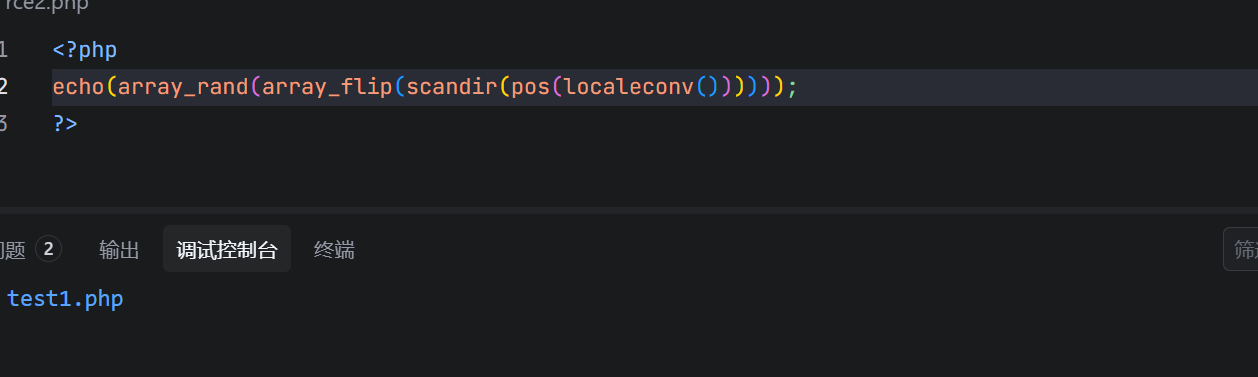 rce2.php
1 <?php
2 echo(array_rand(array_flip(scandir(pos(localeconv())))));
3 ?>
题 2 输出 调试控制台 终端 筛
test1.php